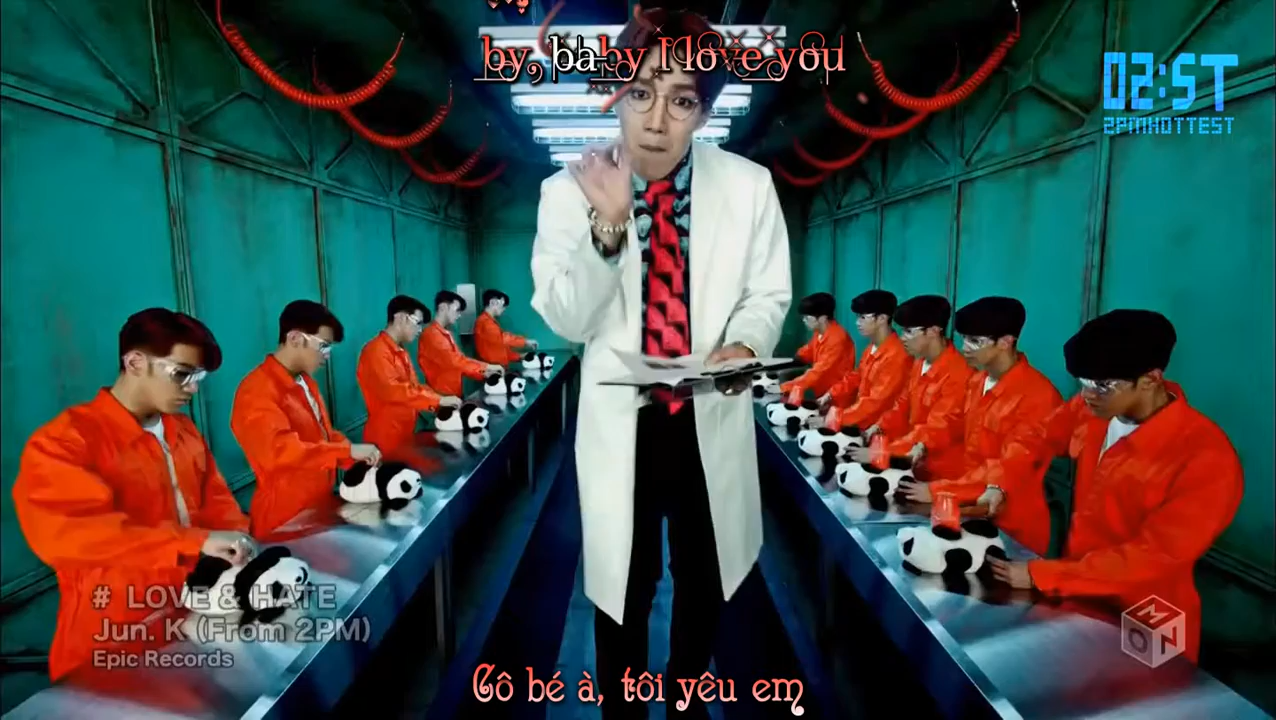 by, baby I love you
02:ST
2PMHOTTEST
# LOVE & HATE
Jun. K (From 2PM)
Epic Records
M
ON
Cô bé à, tôi yêu em